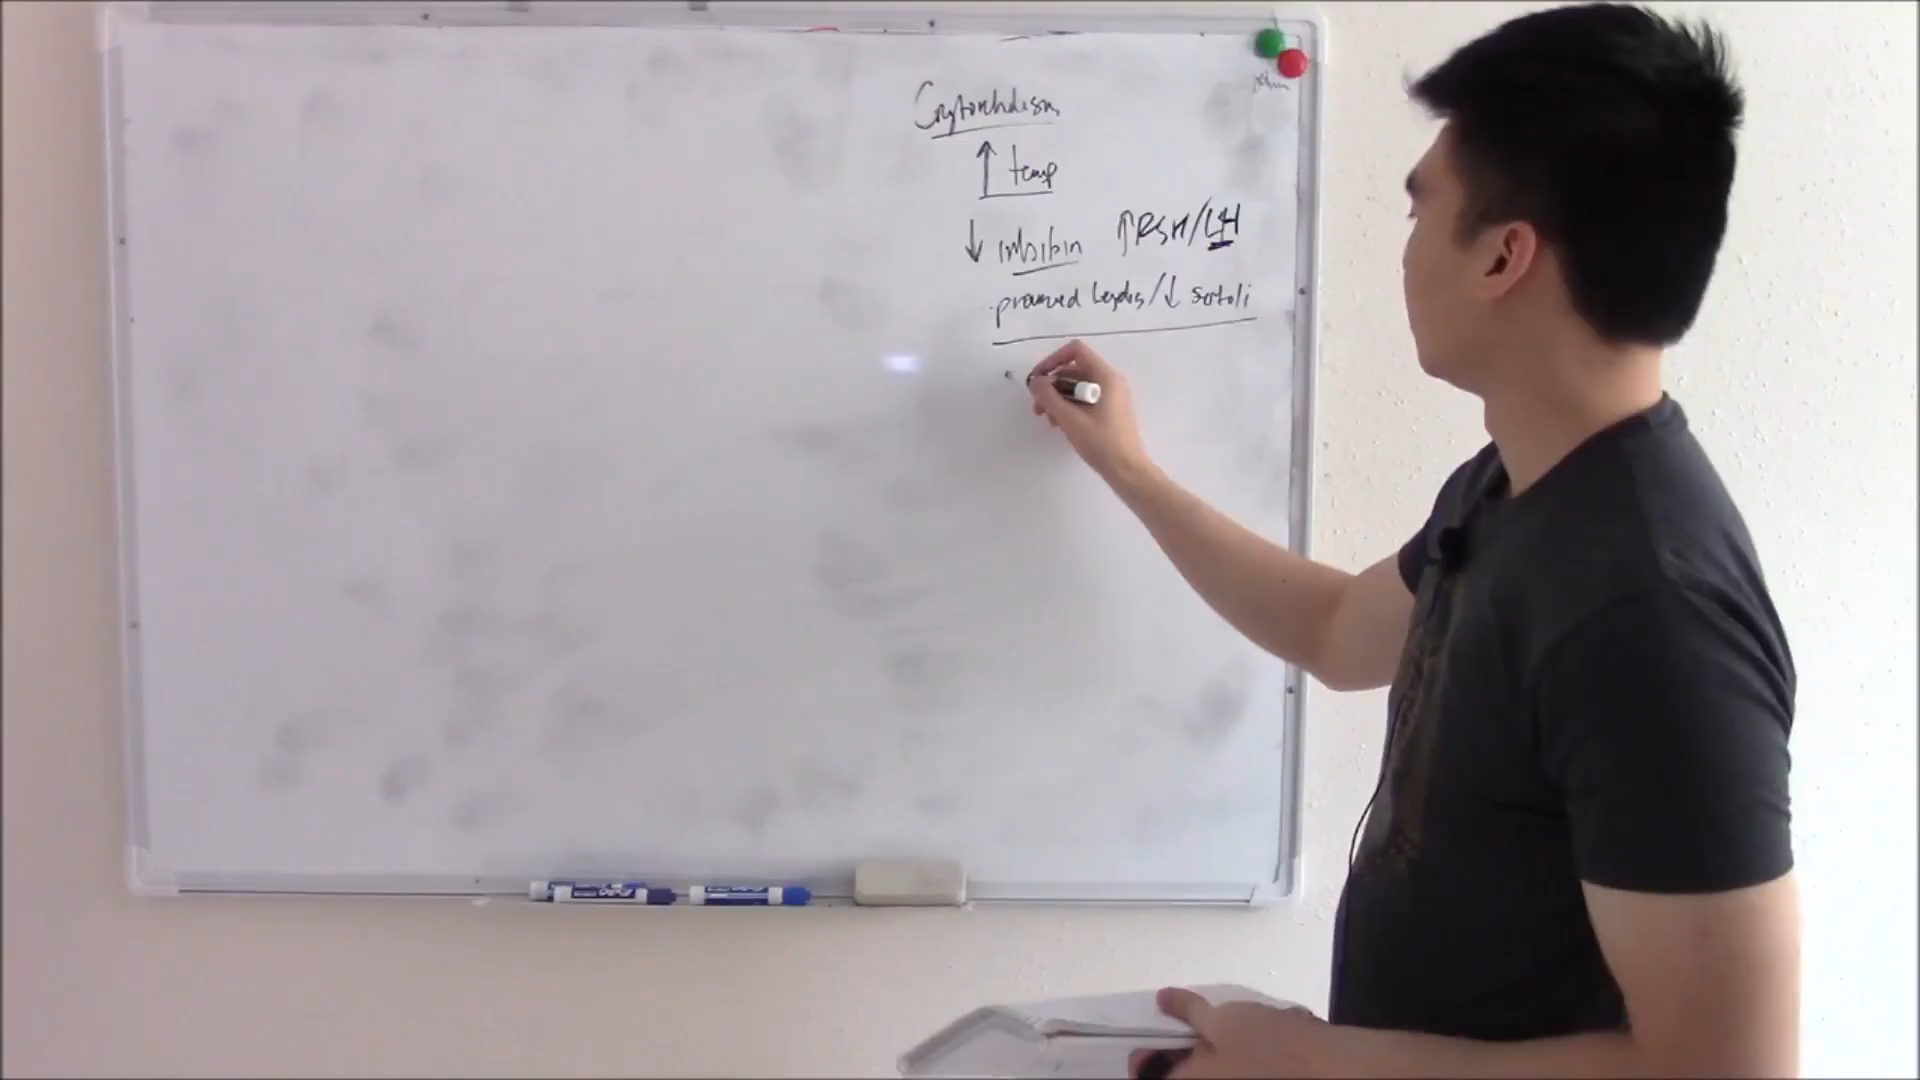 Cryptorchidism
↑ temp
↓ inhibin ↑FSH/LH
preserved leydig/↓ sertoli